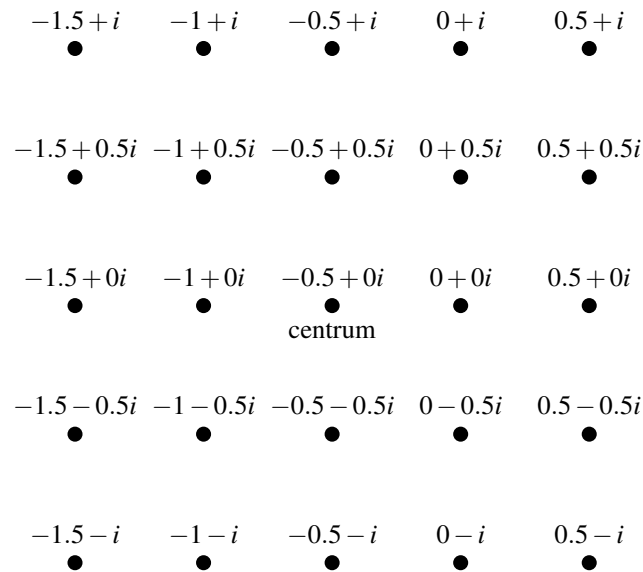 −1.5+i −1+i −0.5+i 0+i 0.5+i
−1.5+0.5i −1+0.5i −0.5+0.5i 0+0.5i 0.5+0.5i
−1.5+0i −1+0i −0.5+0i 0+0i 0.5+0i
centrum
−1.5−0.5i −1−0.5i −0.5−0.5i 0−0.5i 0.5−0.5i
−1.5−i −1−i −0.5−i 0−i 0.5−i